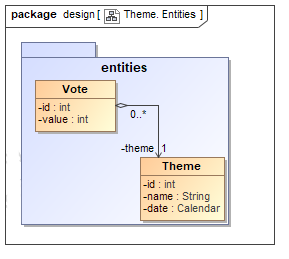 package design [ Theme. Entities ]
entities
Vote
-id : int
-value : int
0..*
-theme 1
Theme
-id : int
-name : String
-date : Calendar